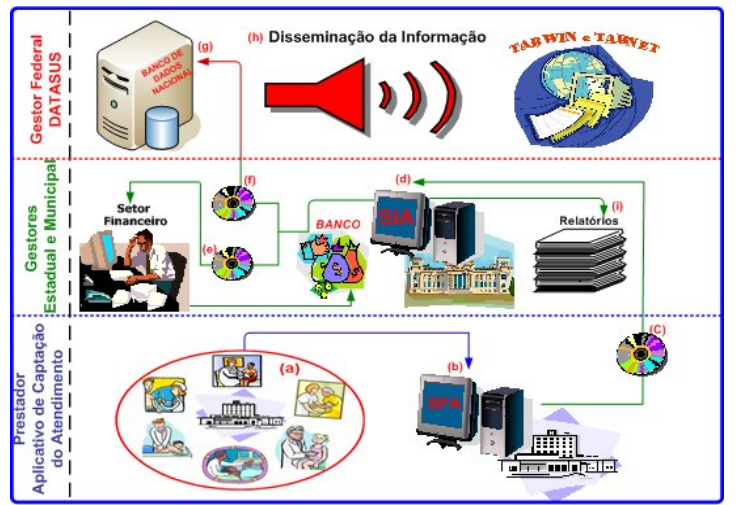 Gestor Federal
DATASUS
BANCO DE
DADOS
NACIONAL
(g)
(h) Disseminação da Informação
TABWIN e TABNET
Gestores
Estadual e Municipal
Setor
Financeiro
(f)
(e)
BANCO
(d)
SIA
(i)
Relatórios
Prestador
Aplicativo de Captação
do Atendimento
(a)
(b)
BPA
(C)